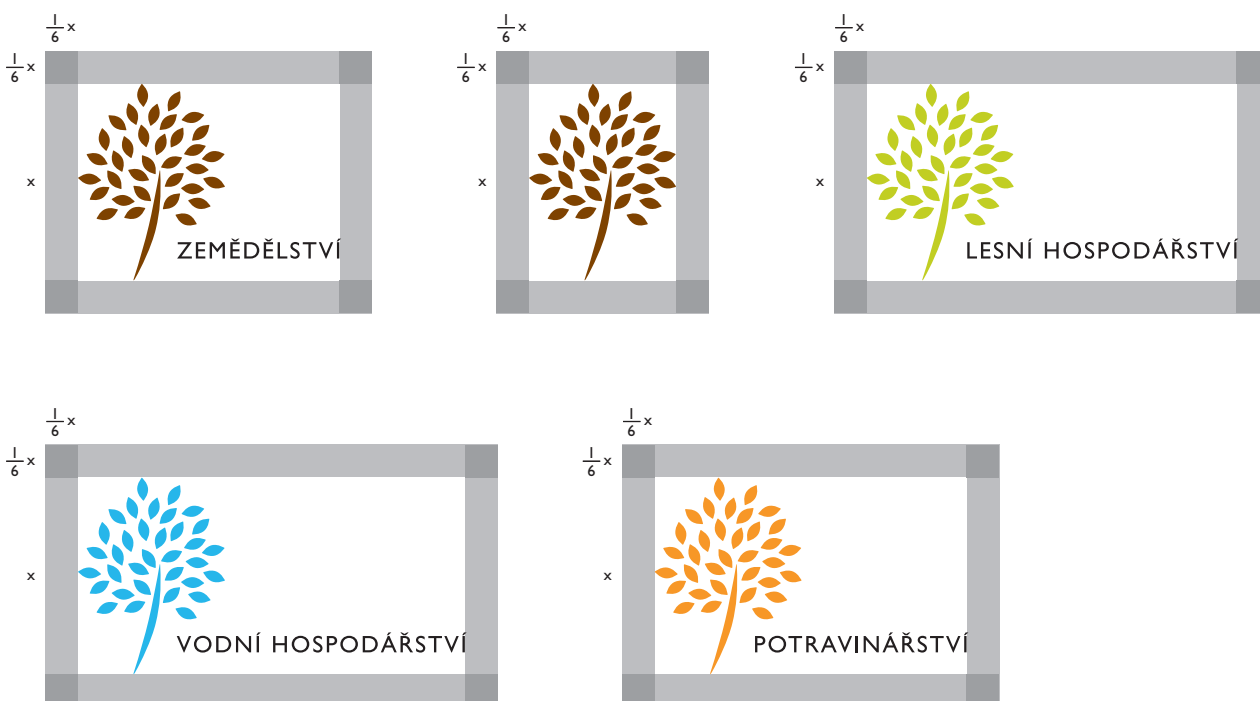 1/6 x
1/6 x
x
ZEMĚDĚLSTVÍ
1/6 x
1/6 x
x
1/6 x
1/6 x
x
LESNÍ HOSPODÁŘSTVÍ
1/6 x
1/6 x
x
VODNÍ HOSPODÁŘSTVÍ
1/6 x
1/6 x
x
POTRAVINÁŘSTVÍ